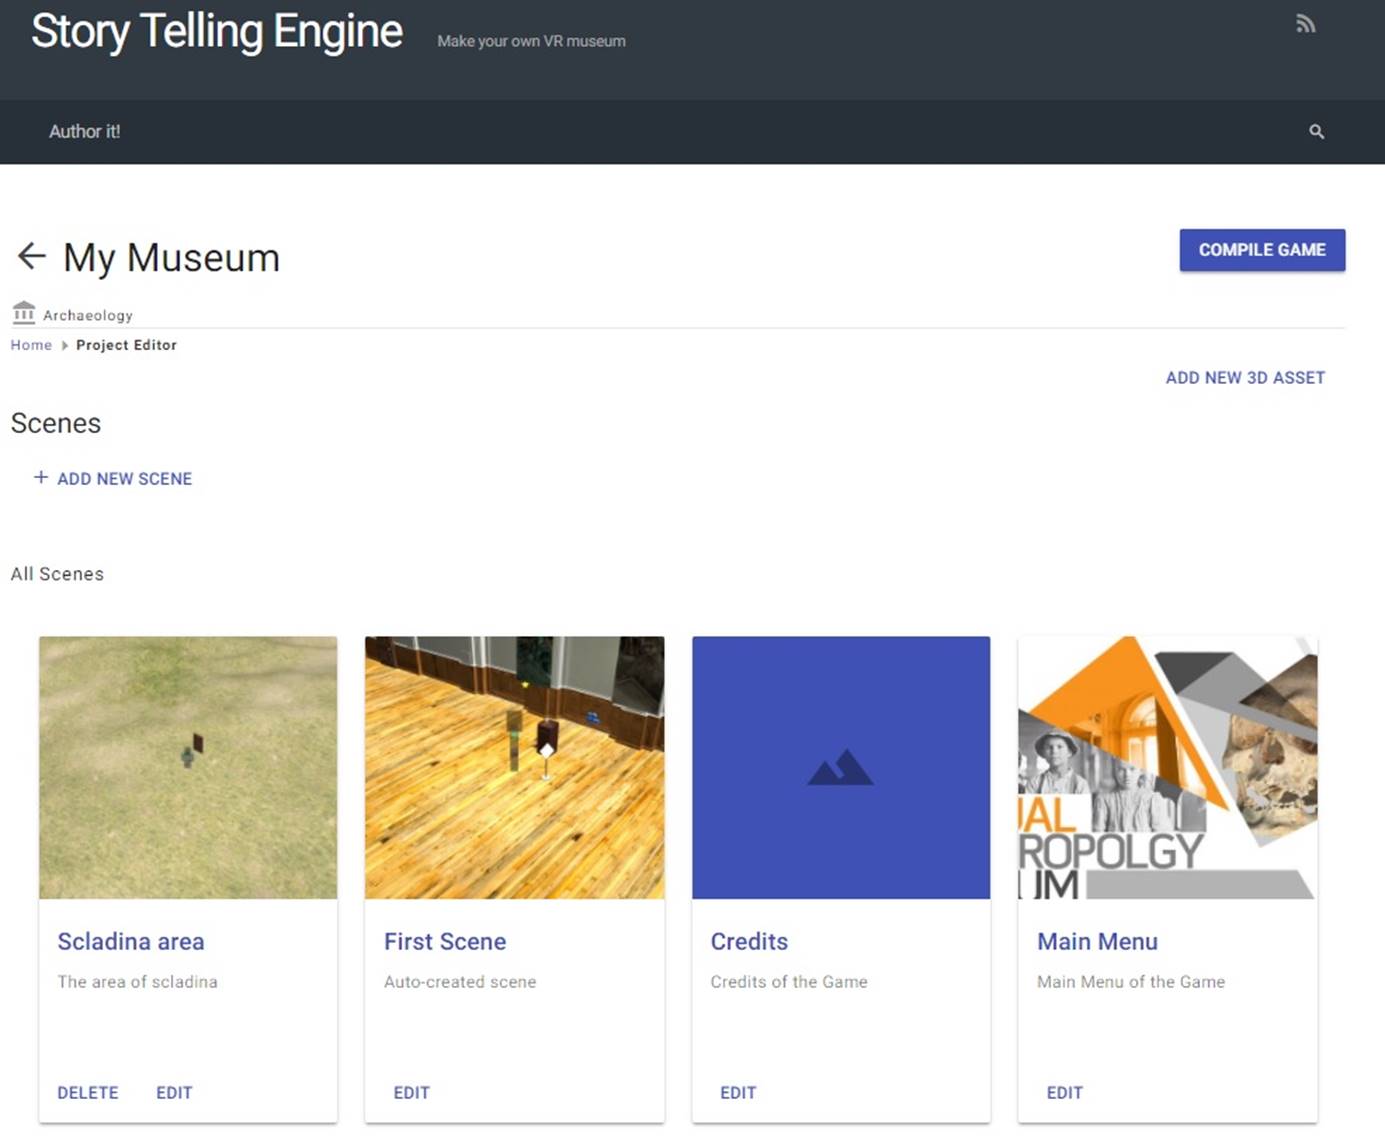 Story Telling Engine Make your own VR museum
Author it!
My Museum
COMPILE GAME
Archaeology
Home Project Editor
ADD NEW 3D ASSET
Scenes
+ ADD NEW SCENE
All Scenes
IAL
ROPOLGY
UM
Scladina area
The area of scladina
DELETE EDIT
First Scene
Auto-created scene
EDIT
Credits
Credits of the Game
EDIT
Main Menu
Main Menu of the Game
EDIT